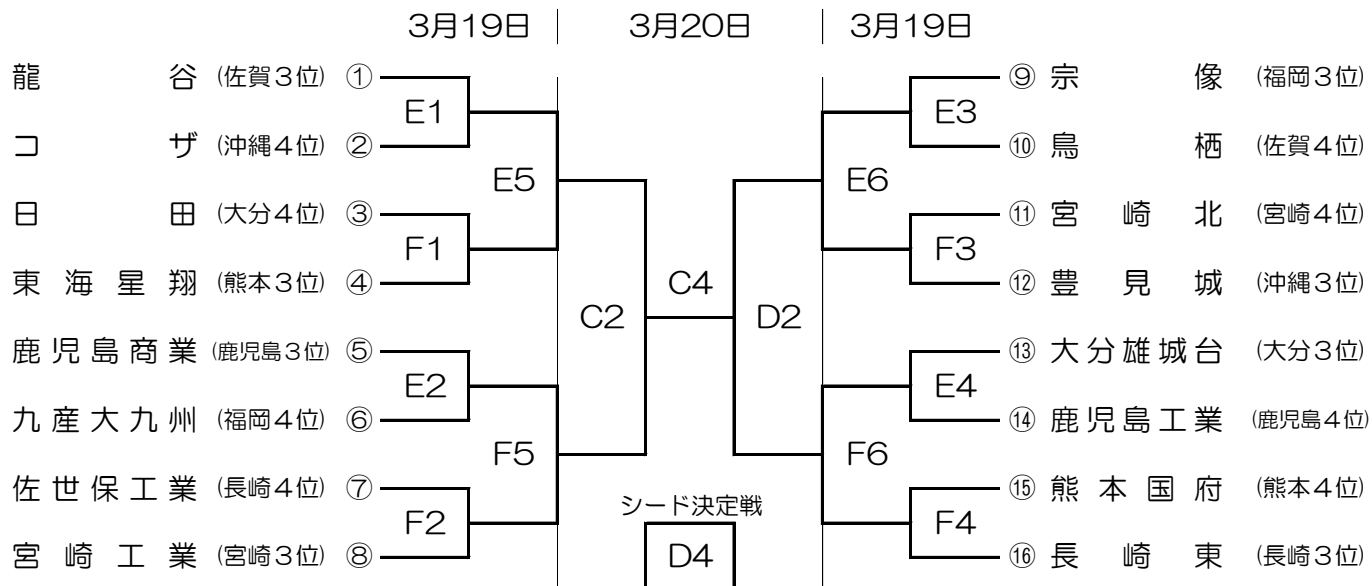 3月19日 3月20日 3月19日
龍谷 (佐賀3位) ① ⑨ 宗像 (福岡3位)
E1 E3
コザ (沖縄4位) ② ⑩ 鳥栖 (佐賀4位)
E5 E6
日田 (大分4位) ③ ⑪ 宮崎北 (宮崎4位)
F1 F3
東海星翔 (熊本3位) ④ C4 ⑫ 豊見城 (沖縄3位)
C2 D2
鹿児島商業 (鹿児島3位) ⑤ ⑬ 大分雄城台 (大分3位)
E2 E4
九産大九州 (福岡4位) ⑥ ⑭ 鹿児島工業 (鹿児島4位)
F5 F6
佐世保工業 (長崎4位) ⑦ シード決定戦 ⑮ 熊本国府 (熊本4位)
F2 F4
宮崎工業 (宮崎3位) ⑧ D4 ⑯ 長崎東 (長崎3位)